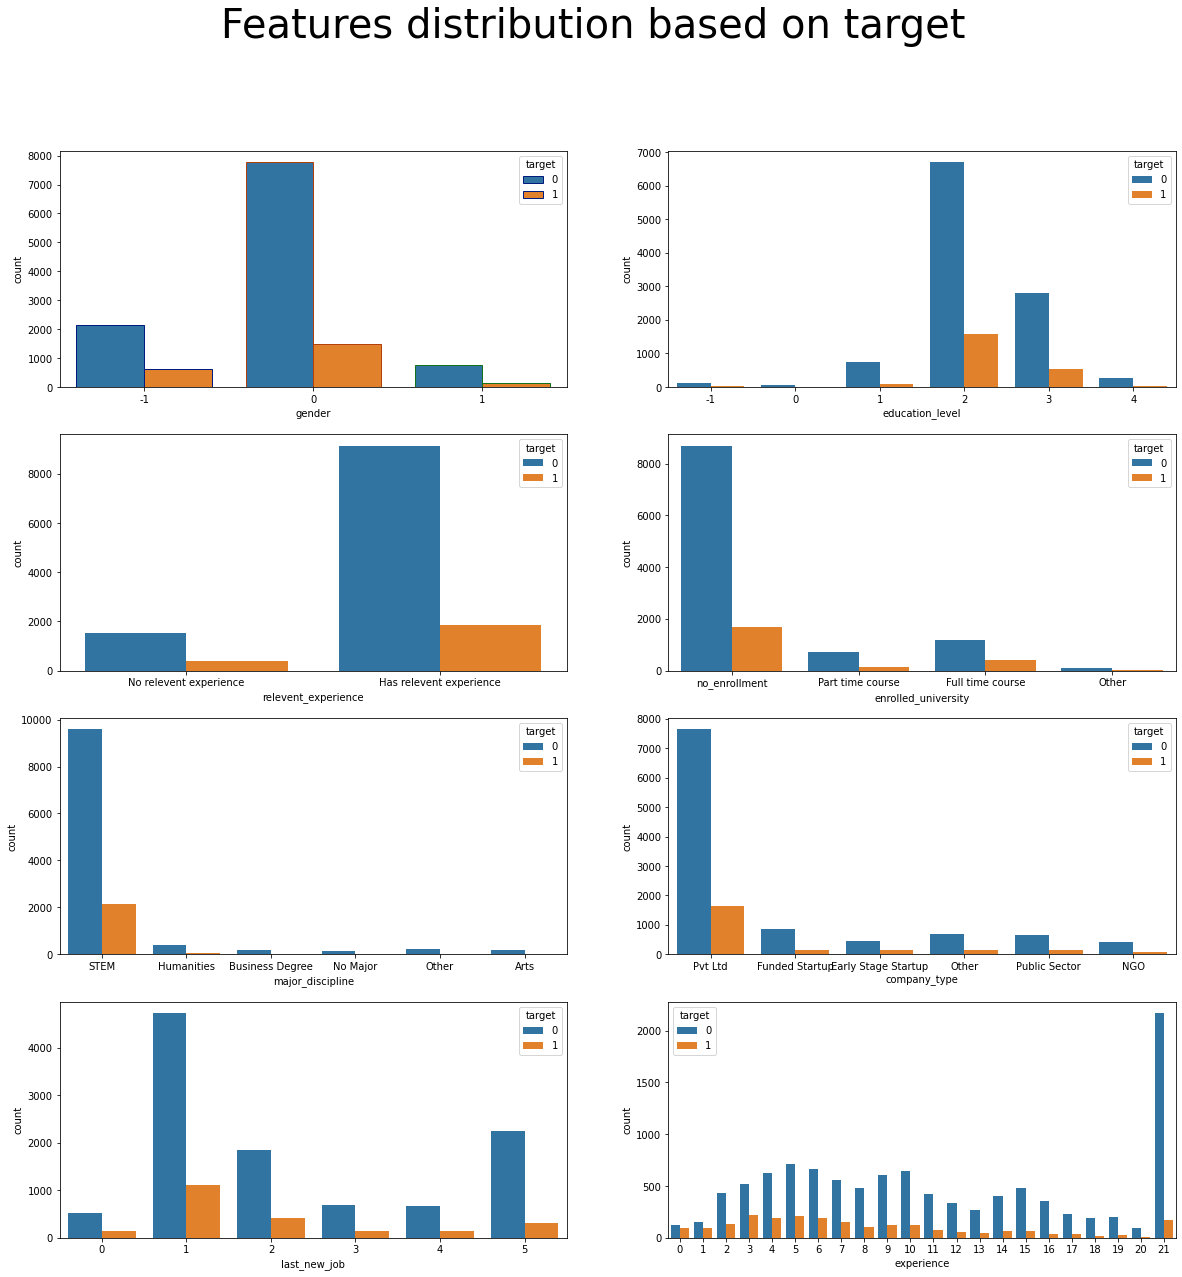 Features distribution based on target
8000
7000
6000
5000
4000
3000
2000
1000
0
count
-1 0 1
gender
target
0
1
7000
6000
5000
4000
3000
2000
1000
0
count
-1 0 1 2 3 4
education_level
target
0
1
8000
6000
4000
2000
0
count
No relevent experience Has relevent experience
relevent_experience
target
0
1
8000
6000
4000
2000
0
count
no_enrollment Part time course Full time course Other
enrolled_university
target
0
1
10000
8000
6000
4000
2000
0
count
STEM Humanities Business Degree No Major Other Arts
major_discipline
target
0
1
8000
7000
6000
5000
4000
3000
2000
1000
0
count
Pvt Ltd Funded Startup Early Stage Startup Other Public Sector NGO
company_type
target
0
1
4000
3000
2000
1000
0
count
0 1 2 3 4 5
last_new_job
target
0
1
2000
1500
1000
500
0
count
0 1 2 3 4 5 6 7 8 9 10 11 12 13 14 15 16 17 18 19 20 21
experience
target
0
1